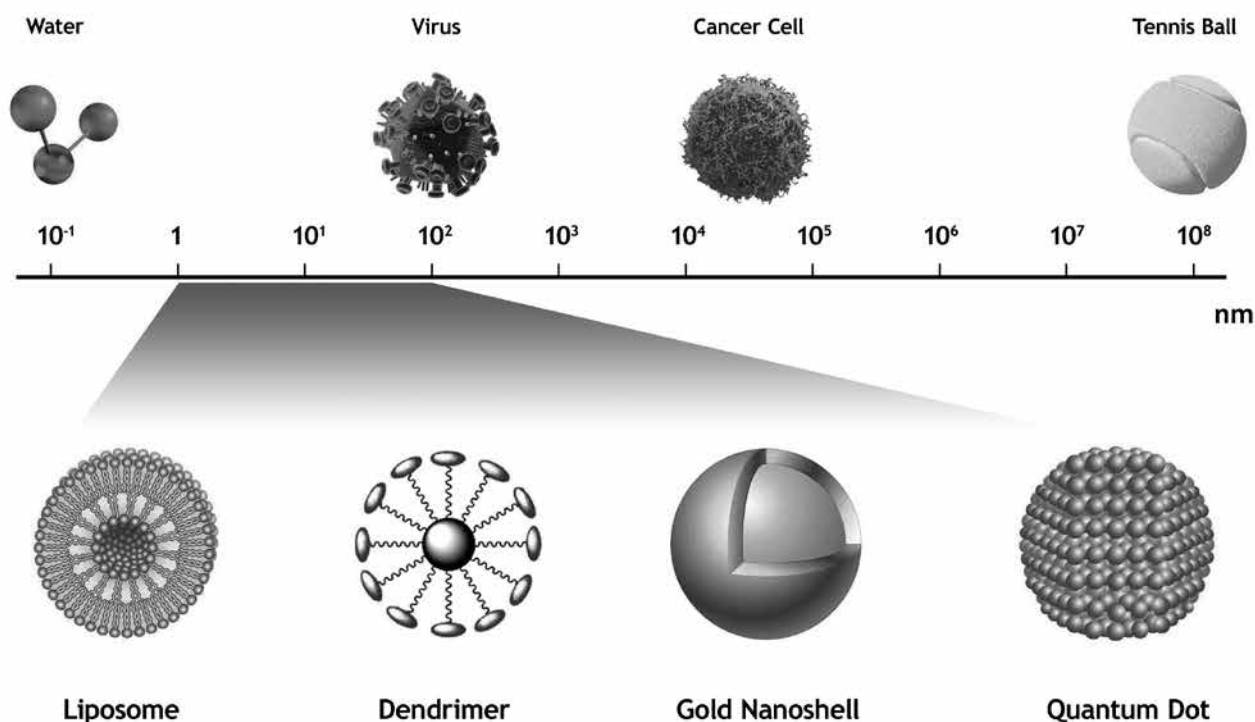 Water Virus Cancer Cell Tennis Ball
10⁻¹ 1 10¹ 10² 10³ 10⁴ 10⁵ 10⁶ 10⁷ 10⁸
nm
Liposome Dendrimer Gold Nanoshell Quantum Dot